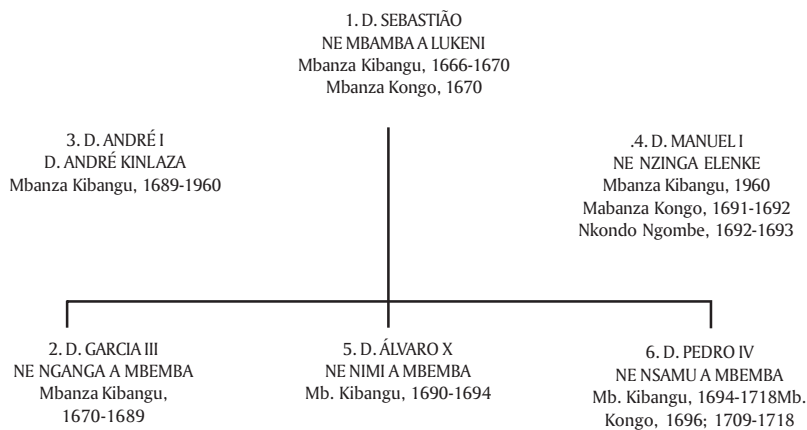 1. D. SEBASTIÃO
NE MBAMBA A LUKENI
Mbanza Kibangu, 1666-1670
Mbanza Kongo, 1670
3. D. ANDRÉ I
D. ANDRÉ KINLAZA
Mbanza Kibangu, 1689-1960
.4. D. MANUEL I
NE NZINGA ELENKE
Mbanza Kibangu, 1960
Mabanza Kongo, 1691-1692
Nkondo Ngombe, 1692-1693
2. D. GARCIA III
NE NGANGA A MBEMBA
Mbanza Kibangu,
1670-1689
5. D. ÁLVARO X
NE NIMI A MBEMBA
Mb. Kibangu, 1690-1694
6. D. PEDRO IV
NE NSAMU A MBEMBA
Mb. Kibangu, 1694-1718Mb.
Kongo, 1696; 1709-1718